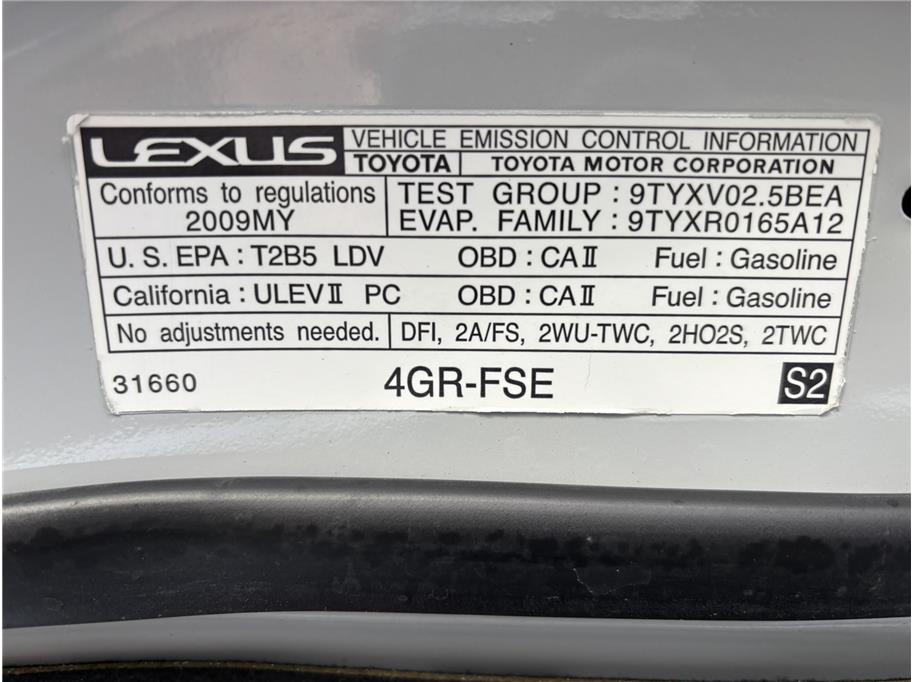 LEXUS VEHICLE EMISSION CONTROL INFORMATION
TOYOTA TOYOTA MOTOR CORPORATION
Conforms to regulations
2009MY
TEST GROUP : 9TYXV02.5BEA
EVAP. FAMILY : 9TYXR0165A12
U. S. EPA : T2B5 LDV OBD : CAⅡ Fuel : Gasoline
California : ULEVⅡ PC OBD : CAⅡ Fuel : Gasoline
No adjustments needed. DFI, 2A/FS, 2WU-TWC, 2HO2S, 2TWC
31660 4GR-FSE S2